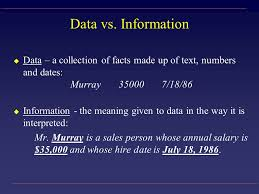 Data vs. Information
Data – a collection of facts made up of text, numbers
and dates:
Murray 35000 7/18/86
Information - the meaning given to data in the way it is
interpreted:
Mr. Murray is a sales person whose annual salary is
$35,000 and whose hire date is July 18, 1986.